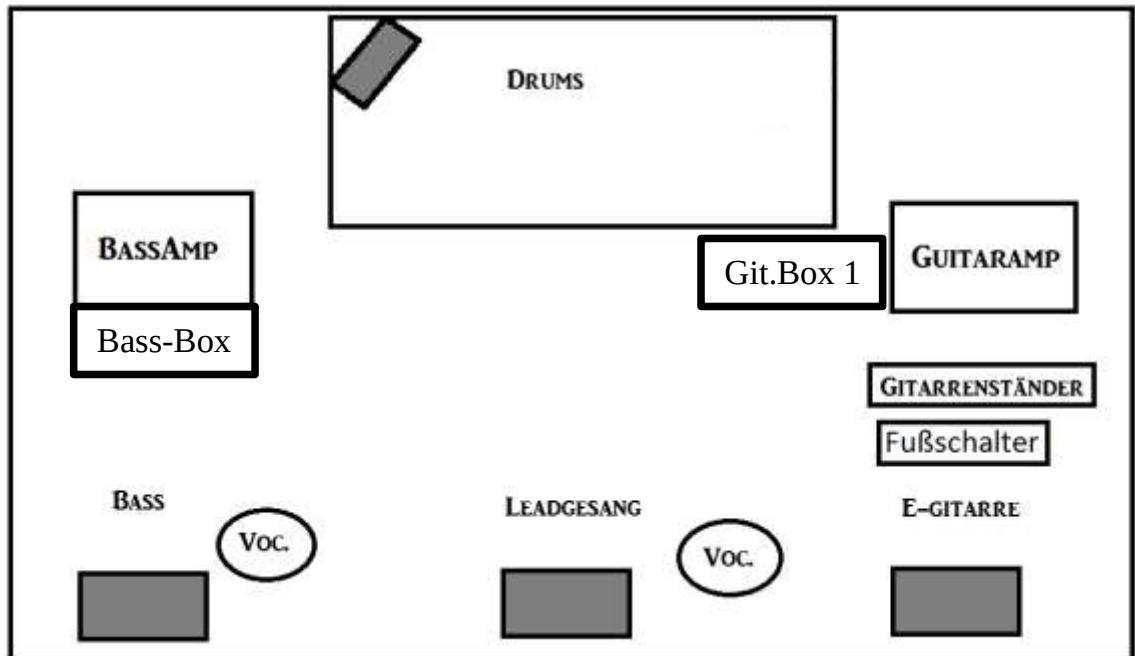 DRUMS
BASSAMP
GUITARAMP
Git.Box 1
Bass-Box
GITARRENSTÄNDER
Fußschalter
BASS
LEADGESANG
E-GITARRE
VOC.
VOC.